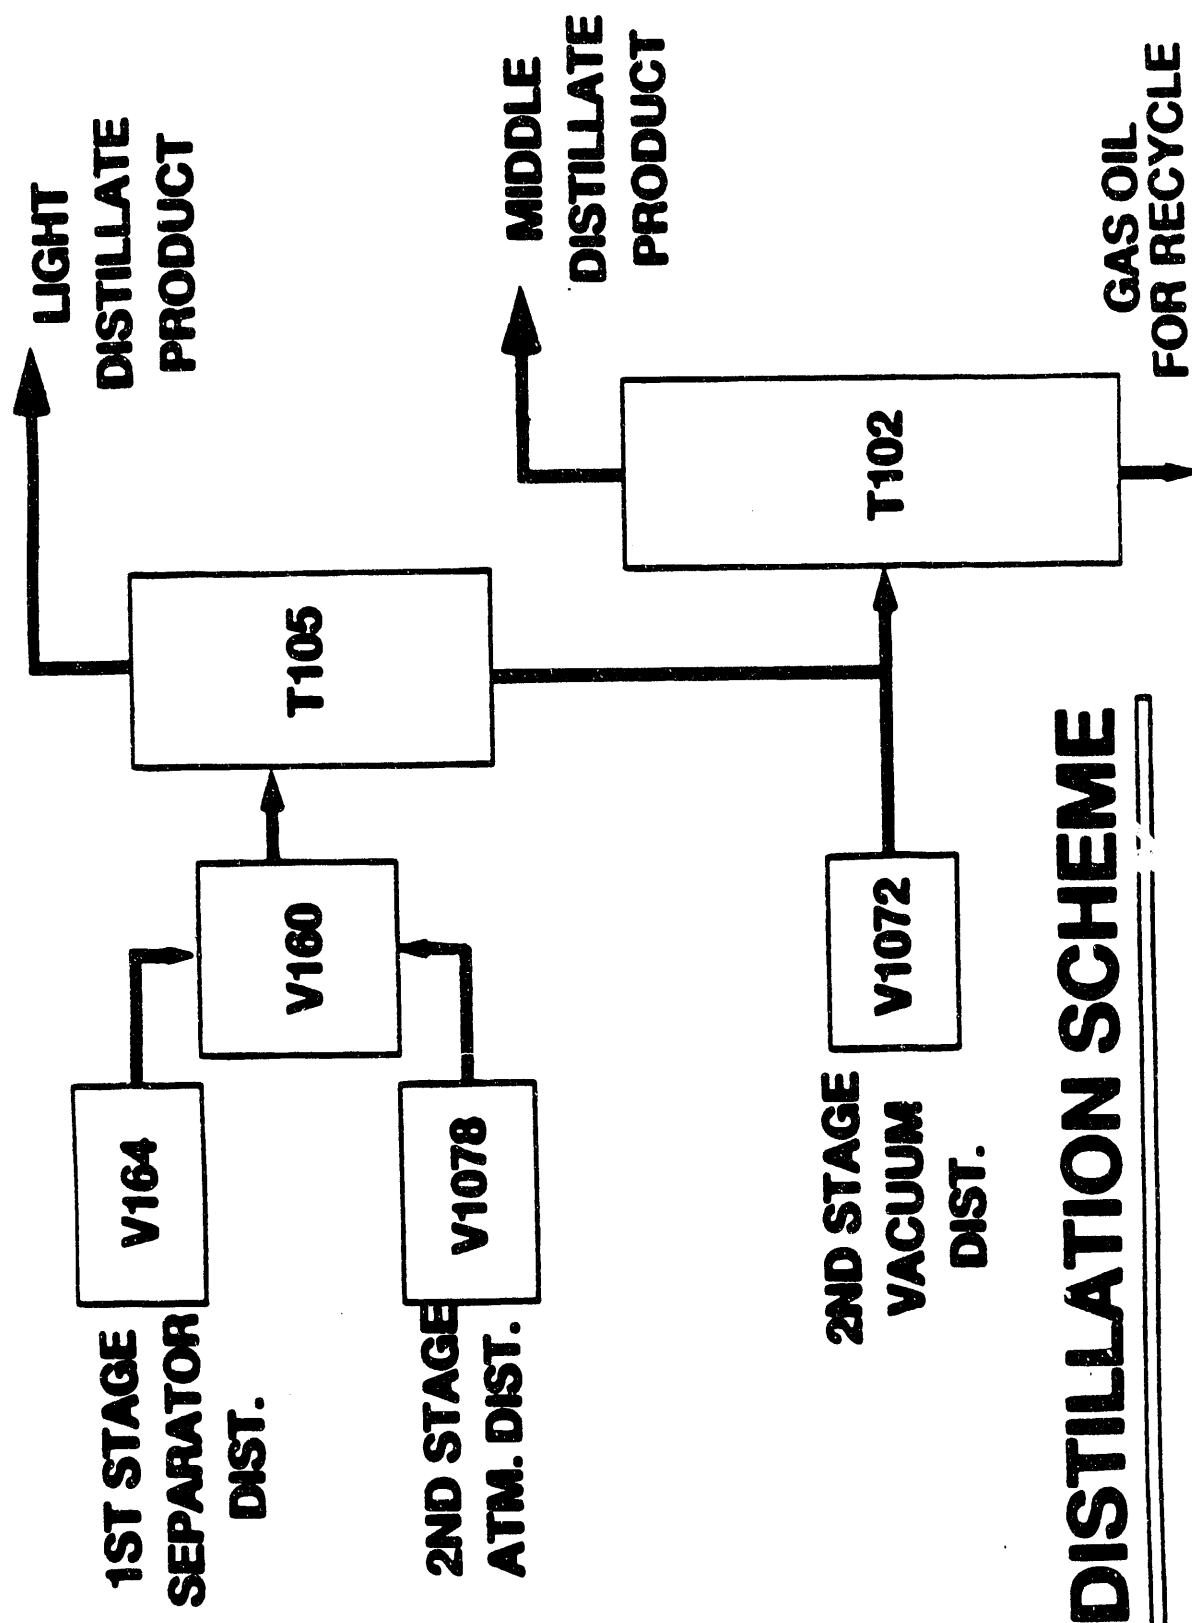 1ST STAGE
SEPARATOR
DIST.
V164
2ND STAGE
ATM. DIST.
V1078
V160
T105
LIGHT
DISTILLATE
PRODUCT
2ND STAGE
VACUUM
DIST.
V1072
T102
MIDDLE
DISTILLATE
PRODUCT
GAS OIL
FOR RECYCLE
DISTILLATION SCHEME